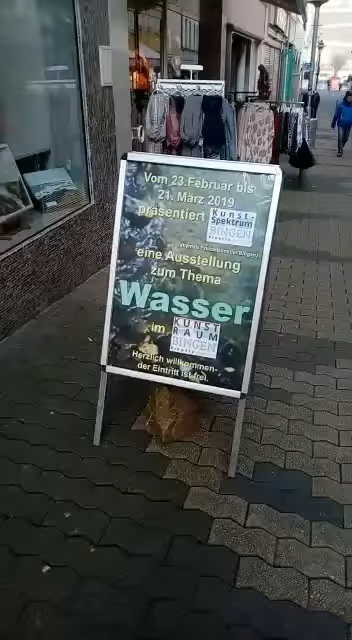 Vom 23.Februar bis
21. März 2019
präsentiert
Kunst-
Spektrum
BINGEN
eine Ausstellung
zum Thema
Wasser
im
KUNST
RAUM
BINGEN
Herzlich willkommen-
der Eintritt ist frei.